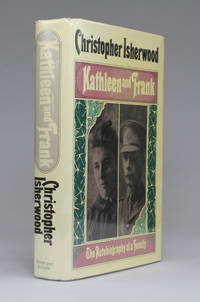 Christopher Isherwood
Kathleen and Frank
The Autobiography of a Family
Kathleen and Frank
Christopher
Isherwood